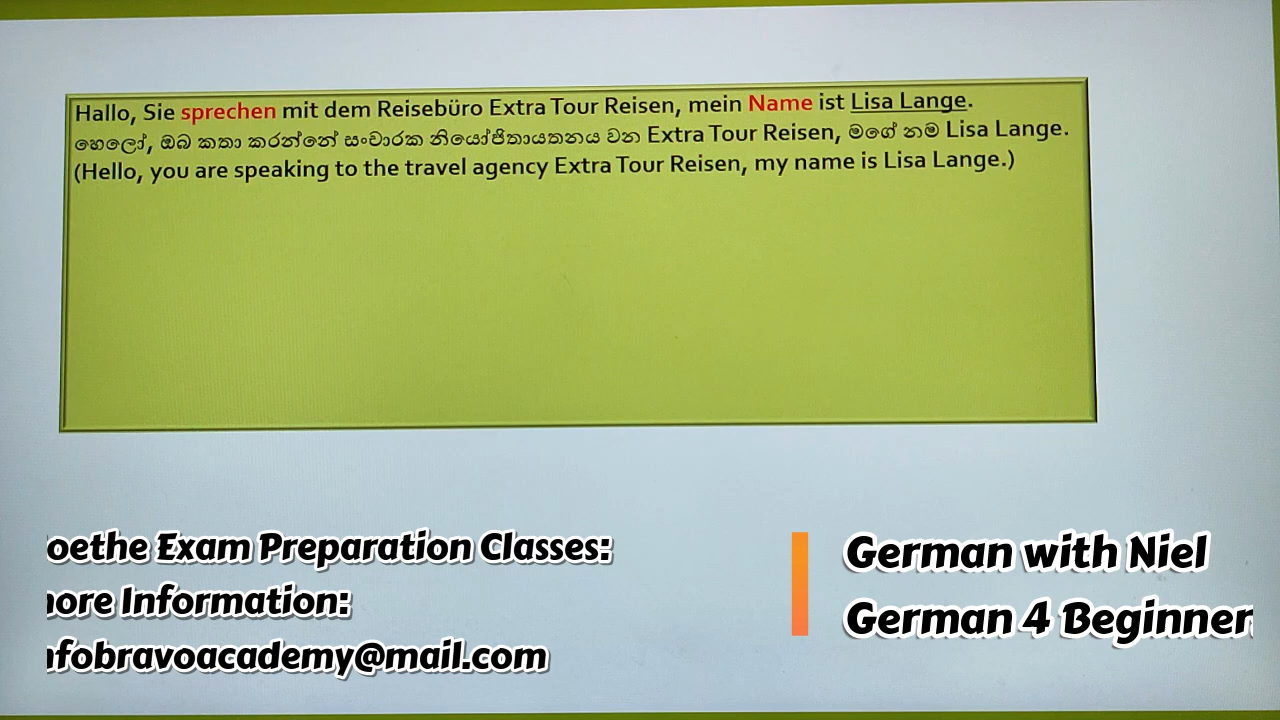 Hallo, Sie sprechen mit dem Reisebüro Extra Tour Reisen, mein Name ist Lisa Lange.
හෙලෝ, ඔබ කතා කරන්නේ සංචාරක නියෝජිතායතනය වන Extra Tour Reisen, මගේ නම Lisa Lange.
(Hello, you are speaking to the travel agency Extra Tour Reisen, my name is Lisa Lange.)
oethe Exam Preparation Classes:
nore Information:
nfobravoacademy@mail.com
German with Niel
German 4 Beginner